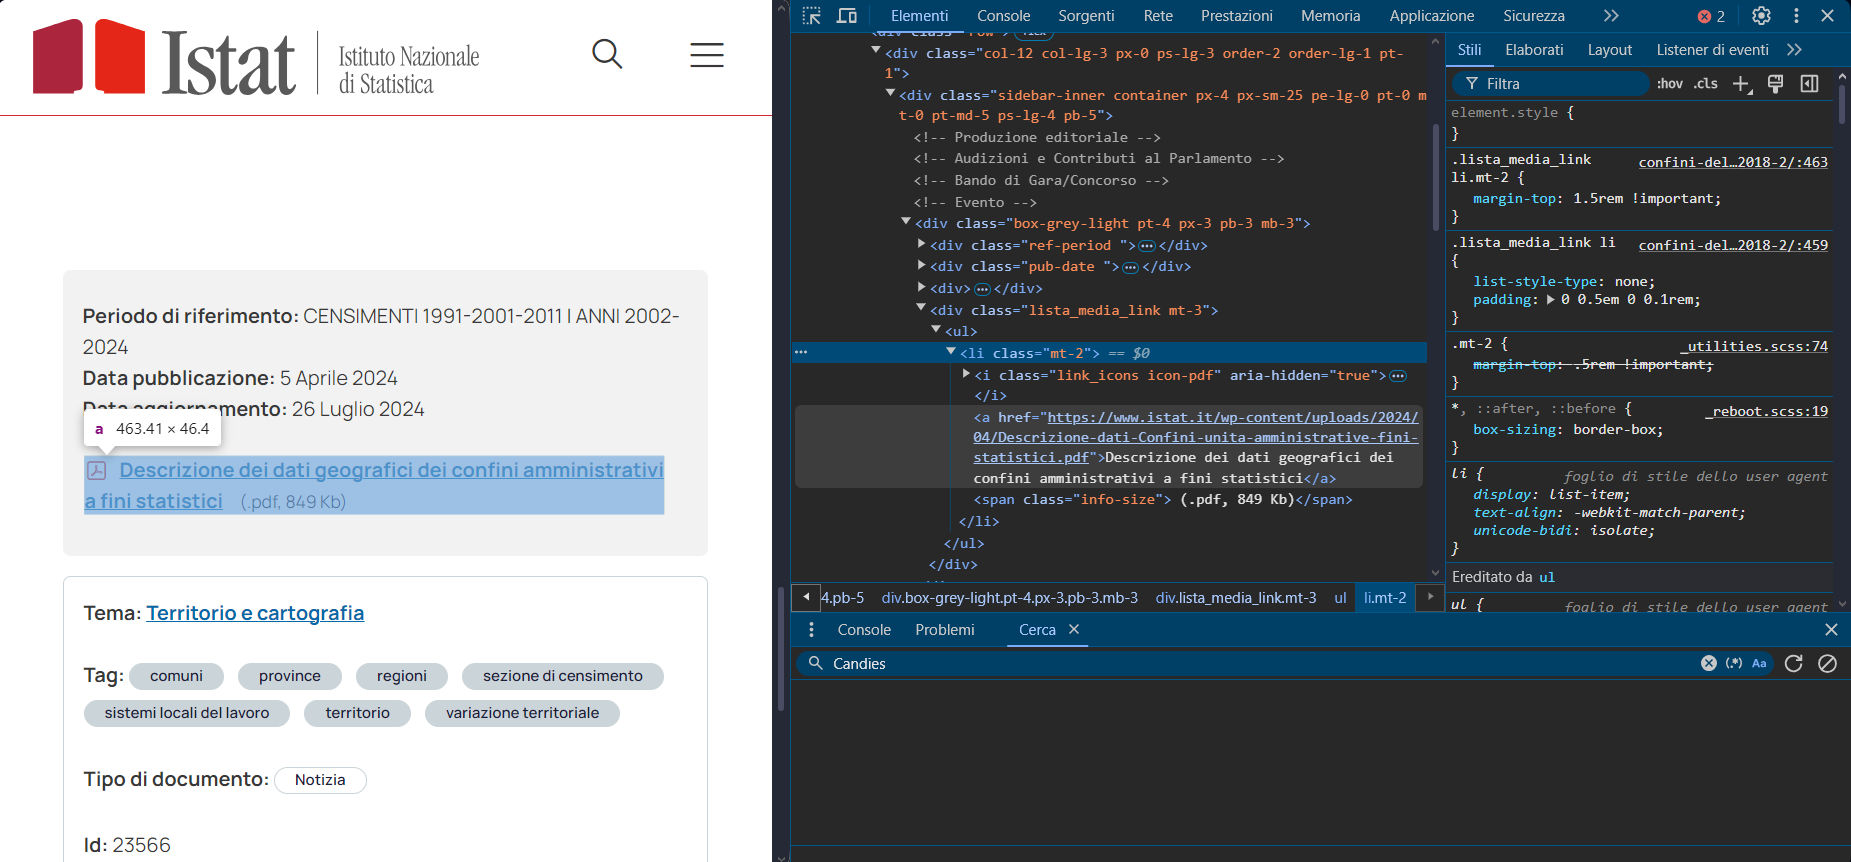 Istat
Istituto Nazionale
di Statistica
Periodo di riferimento: CENSIMENTI 1991-2001-2011 | ANNI 2002-
2024
Data pubblicazione: 5 Aprile 2024
Data aggiornamento: 26 Luglio 2024
a 463.41 × 46.4
Descrizione dei dati geografici dei confini amministrativi
a fini statistici (.pdf, 849 Kb)
Tema: Territorio e cartografia
Tag: comuni province regioni sezione di censimento
sistemi locali del lavoro territorio variazione territoriale
Tipo di documento: Notizia
Id: 23566
Elementi Console Sorgenti Rete Prestazioni Memoria Applicazione Sicurezza 2
<div class="col-12 col-lg-3 px-0 ps-lg-3 order-2 order-lg-1 pt-
1">
<div class="sidebar-inner container px-4 px-sm-25 pe-lg-0 pt-0 m
t-0 pt-md-5 ps-lg-4 pb-5">
<!-- Produzione editoriale -->
<!-- Audizioni e Contributi al Parlamento -->
<!-- Bando di Gara/Concorso -->
<!-- Evento -->
<div class="box-grey-light pt-4 px-3 pb-3 mb-3">
<div class="ref-period ">…</div>
<div class="pub-date ">…</div>
<div>…</div>
<div class="lista_media_link mt-3">
<ul>
<li class="mt-2"> == $0
<i class="link_icons icon-pdf" aria-hidden="true">…
</i>
<a href="https://www.istat.it/wp-content/uploads/2024/
04/Descrizione-dati-Confini-unita-amministrative-fini-
statistici.pdf">Descrizione dei dati geografici dei
confini amministrativi a fini statistici</a>
<span class="info-size"> (.pdf, 849 Kb)</span>
</li>
</ul>
</div>
4.pb-5 div.box-grey-light.pt-4.px-3.pb-3.mb-3 div.lista_media_link.mt-3 ul li.mt-2
Stili Elaborati Layout Listener di eventi
Filtra :hov .cls
element.style {
}
.lista_media_link confini-del…2018-2/:463
li.mt-2 {
margin-top: 1.5rem !important;
}
.lista_media_link li confini-del…2018-2/:459
{
list-style-type: none;
padding: 0 0.5em 0 0.1rem;
}
.mt-2 { _utilities.scss:74
margin-top: .5rem !important;
}
*, ::after, ::before { _reboot.scss:19
box-sizing: border-box;
}
li { foglio di stile dello user agent
display: list-item;
text-align: -webkit-match-parent;
unicode-bidi: isolate;
}
Ereditato da ul
ul { foglio di stile dello user agent
Console Problemi Cerca
Candies (.*) Aa